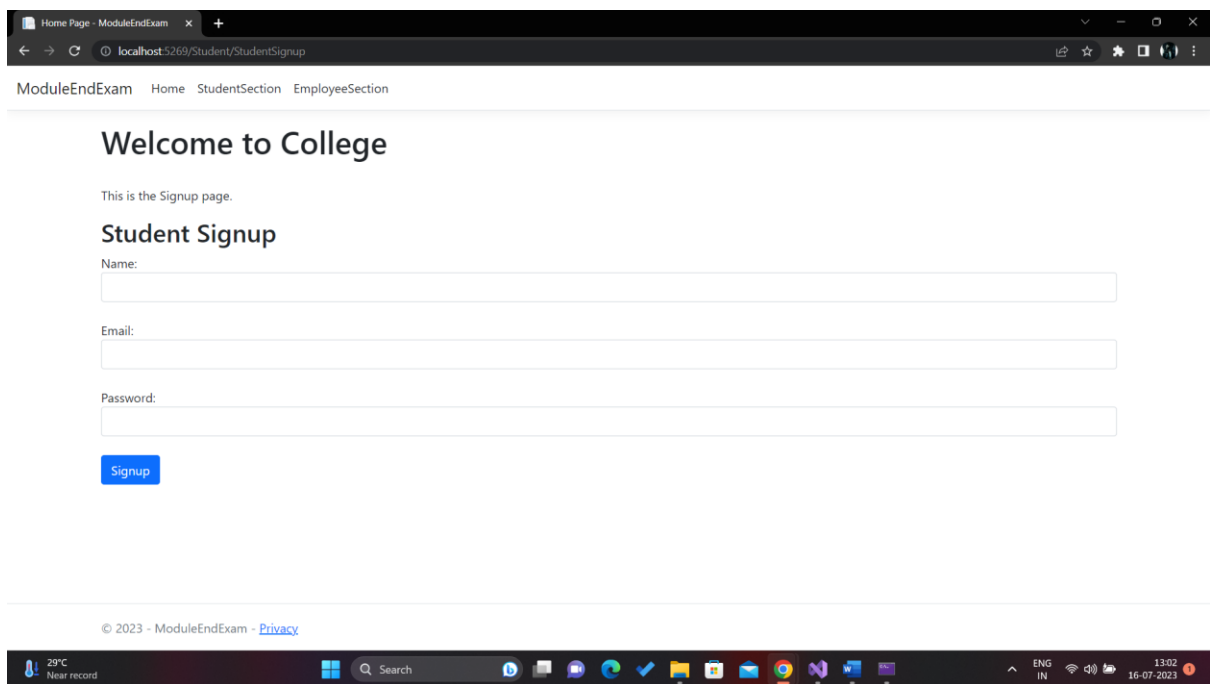 Home Page - ModuleEndExam
localhost:5269/Student/StudentSignup
ModuleEndExam Home StudentSection EmployeeSection
Welcome to College
This is the Signup page.
Student Signup
Name:
Email:
Password:
Signup
© 2023 - ModuleEndExam - Privacy
29°C
Near record
Search
ENG
IN
13:02
16-07-2023
1